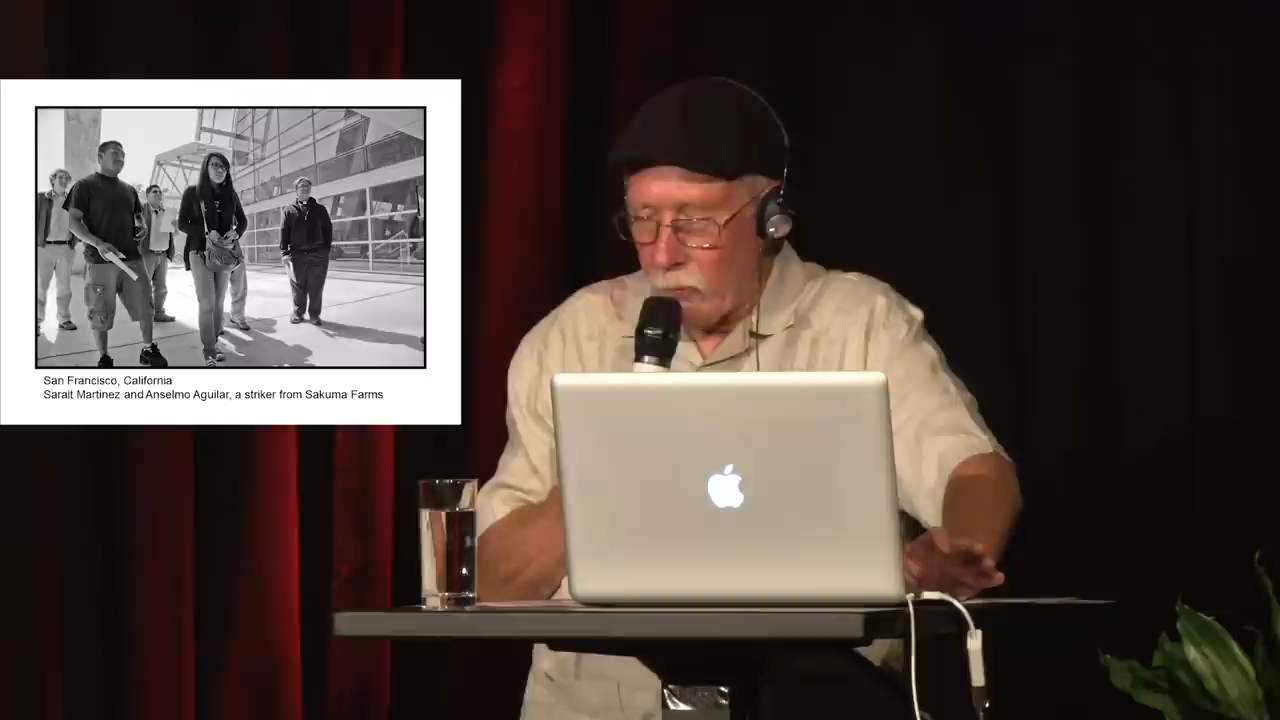 San Francisco, California
Sarait Martinez and Anselmo Aguilar, a striker from Sakuma Farms